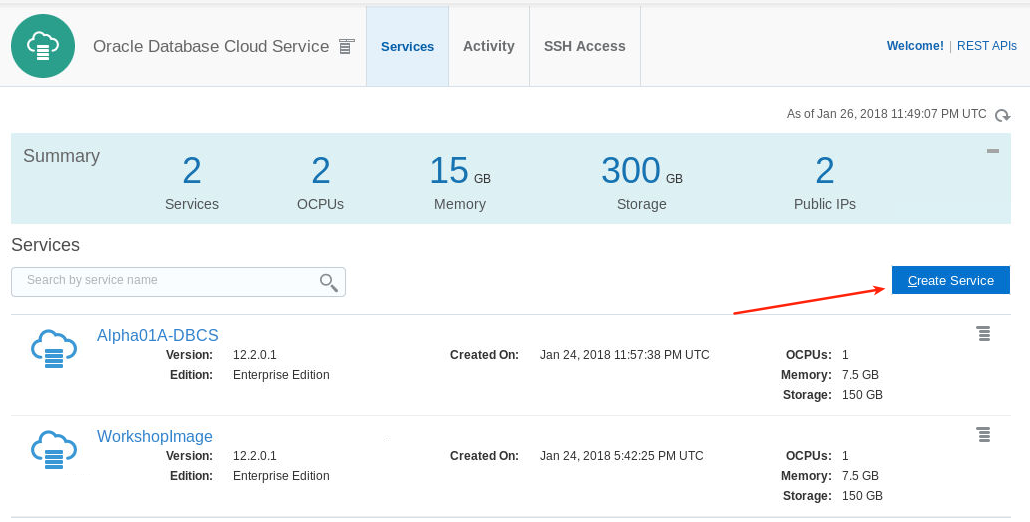 Oracle Database Cloud Service
Services
Activity
SSH Access
Welcome! | REST APIs
As of Jan 26, 2018 11:49:07 PM UTC
Summary
2
Services
2
OCPUs
15 GB
Memory
300 GB
Storage
2
Public IPs
Services
Search by service name
Create Service
Alpha01A-DBCS
Version: 12.2.0.1 Created On: Jan 24, 2018 11:57:38 PM UTC OCPUs: 1
Edition: Enterprise Edition Memory: 7.5 GB
Storage: 150 GB
WorkshopImage
Version: 12.2.0.1 Created On: Jan 24, 2018 5:42:25 PM UTC OCPUs: 1
Edition: Enterprise Edition Memory: 7.5 GB
Storage: 150 GB